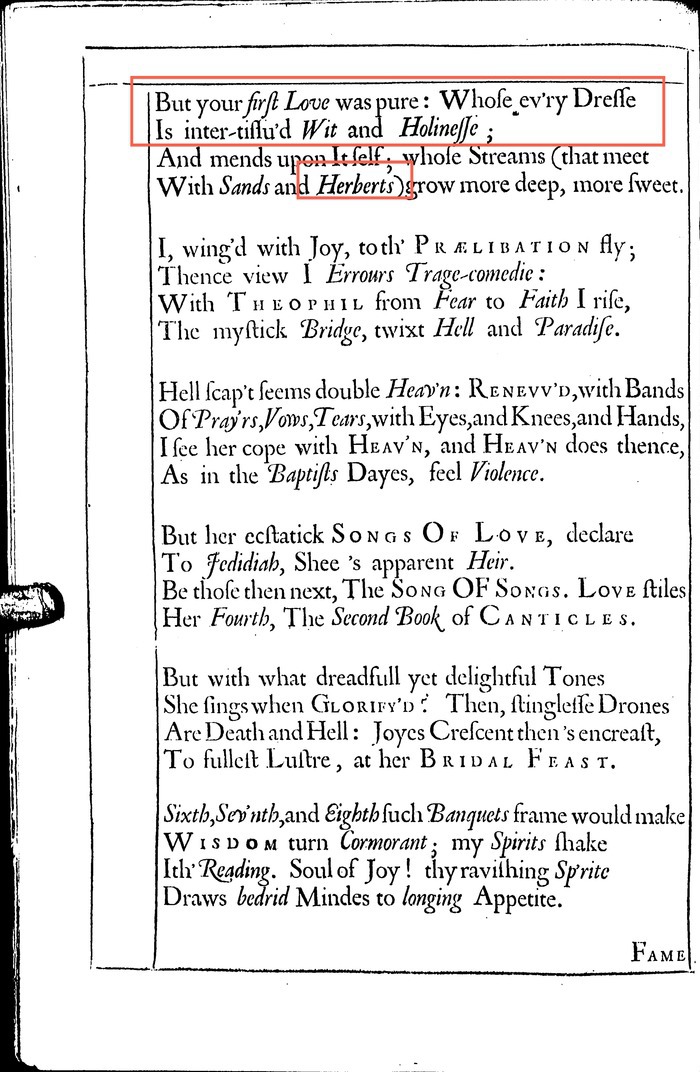 But your firſt Love was pure: Whoſe ev'ry Dreſſe
Is inter-tiſſu'd Wit and Holineſſe;
And mends upon It ſelf; whoſe Streams (that meet
With Sands and Herberts) grow more deep, more ſweet.
I, wing'd with Joy, to th' PRÆLIBATION fly;
Thence view I Errours Trage-comedie:
With THEOPHIL from Fear to Faith I riſe,
The myſtick Bridge, twixt Hell and Paradiſe.
Hell ſcap't ſeems double Heav'n: RENEVV'D, with Bands
Of Pray'rs, Vows, Tears, with Eyes, and Knees, and Hands,
I ſee her cope with HEAV'N, and HEAV'N does thence,
As in the Baptiſts Dayes, feel Violence.
But her ecſtatick SONGS OF LOVE, declare
To Jedidiah, Shee 's apparent Heir.
Be thoſe then next, The SONG OF SONGS. LOVE ſtiles
Her Fourth, The Second Book of CANTICLES.
But with what dreadfull yet delightful Tones
She ſings when GLORIFY'D? Then, ſtingleſſe Drones
Are Death and Hell: Joyes Creſcent then 's encreaſt,
To fulleſt Luſtre, at her BRIDAL FEAST.
Sixth, Sev'nth, and Eighth ſuch Banquets frame would make
WISDOM turn Cormorant; my Spirits ſhake
Ith' Reading. Soul of Joy! thy raviſhing Sp'rite
Draws bedrid Mindes to longing Appetite.
FAME